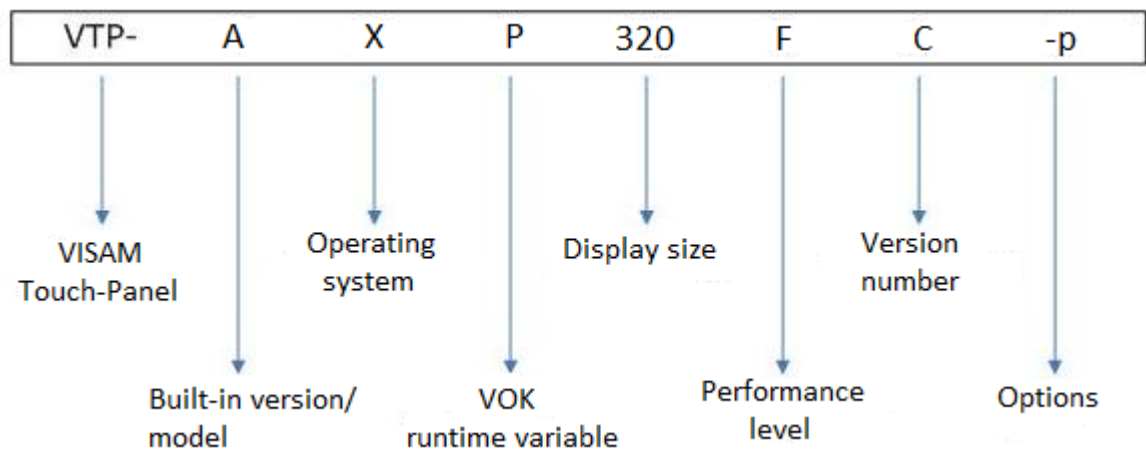 VTP- A X P 320 F C -p
VISAM
Touch-Panel
Operating
system
Display size
Version
number
Built-in version/
model
VOK
runtime variable
Performance
level
Options